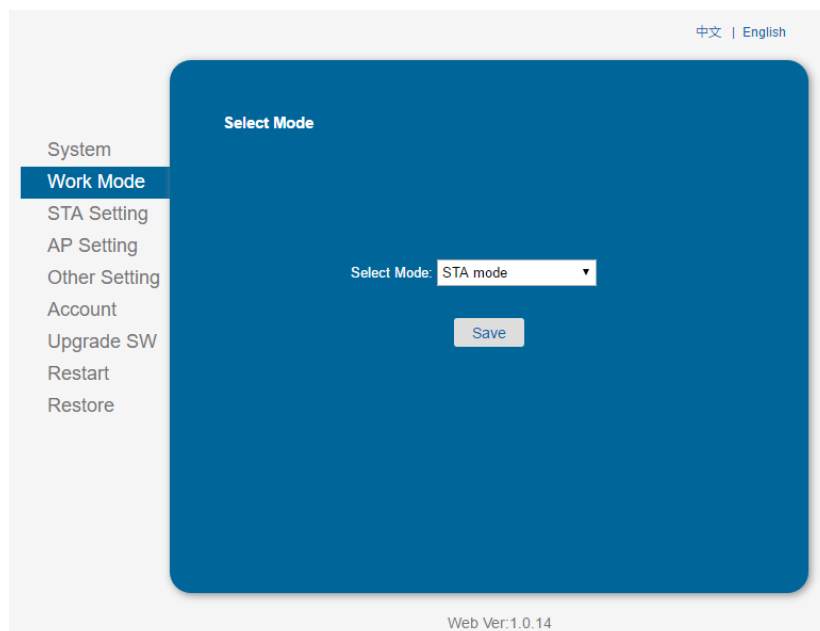 中文 | English
Select Mode
System
Work Mode
STA Setting
AP Setting
Other Setting
Account
Upgrade SW
Restart
Restore
Select Mode: STA mode
Save
Web Ver:1.0.14